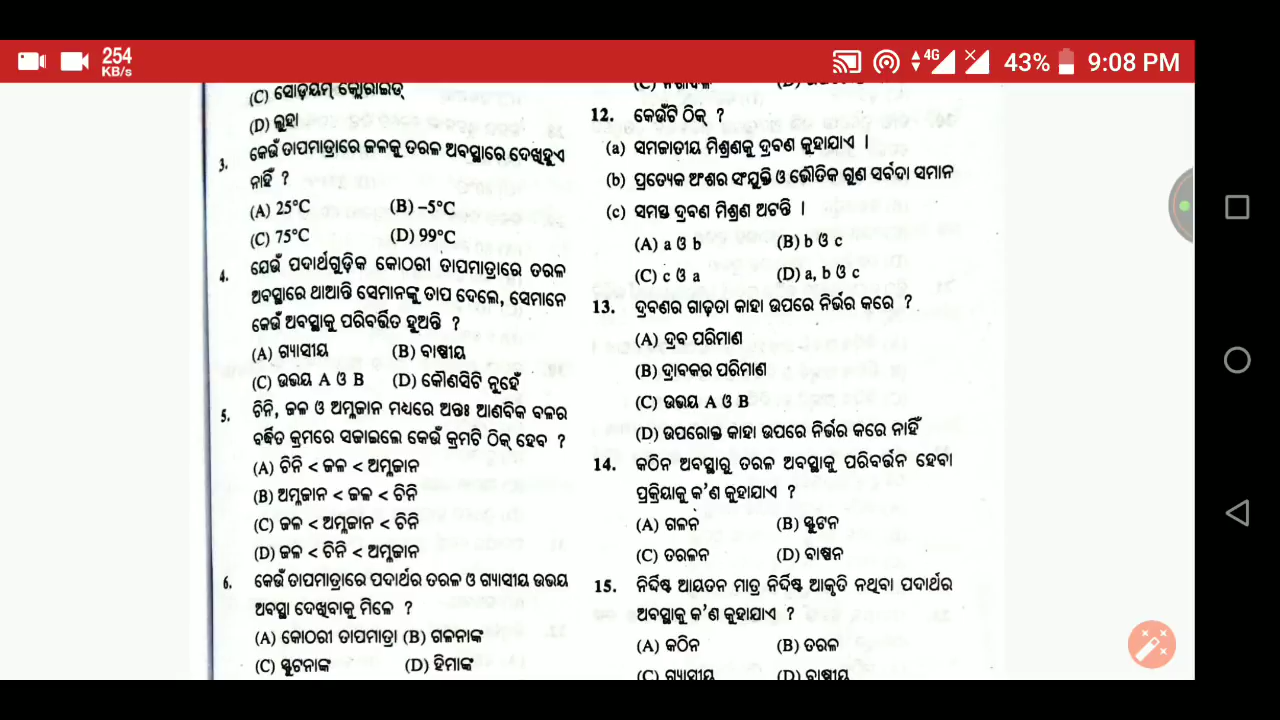 254
KB/s
4G
43%
9:08 PM
(C) ସୋଡ଼ିୟମ୍ କ୍ଲୋରାଇଡ୍
(D) ଲୁହା
3. କେଉଁ ତାପମାତ୍ରାରେ ଜଳକୁ ତରଳ ଅବସ୍ଥାରେ ଦେଖିହୁଏ
ନାହିଁ ?
(A) 25°C (B) –5°C
(C) 75°C (D) 99°C
4. ଯେଉଁ ପଦାର୍ଥଗୁଡ଼ିକ କୋଠରୀ ତାପମାତ୍ରାରେ ତରଳ
ଅବସ୍ଥାରେ ଥାଆନ୍ତି ସେମାନଙ୍କୁ ତାପ ଦେଲେ, ସେମାନେ
କେଉଁ ଅବସ୍ଥାକୁ ପରିବର୍ତ୍ତିତ ହୁଅନ୍ତି ?
(A) ଗ୍ୟାସୀୟ (B) ବାଷ୍ପୀୟ
(C) ଉଭୟ A ଓ B (D) କୌଣସିଟି ନୁହେଁ
5. ଚିନି, ଜଳ ଓ ଅମ୍ଳଜାନ ମଧ୍ୟରେ ଅନ୍ତଃ ଆଣବିକ ବଳର
ବର୍ଦ୍ଧିତ କ୍ରମରେ ସଜାଇଲେ କେଉଁ କ୍ରମଟି ଠିକ୍ ହେବ ?
(A) ଚିନି < ଜଳ < ଅମ୍ଳଜାନ
(B) ଅମ୍ଳଜାନ < ଜଳ < ଚିନି
(C) ଜଳ < ଅମ୍ଳଜାନ < ଚିନି
(D) ଜଳ < ଚିନି < ଅମ୍ଳଜାନ
6. କେଉଁ ତାପମାତ୍ରାରେ ପଦାର୍ଥର ତରଳ ଓ ଗ୍ୟାସୀୟ ଉଭୟ
ଅବସ୍ଥା ଦେଖିବାକୁ ମିଳେ ?
(A) କୋଠରୀ ତାପମାତ୍ରା (B) ଗଳନାଙ୍କ
(C) ସ୍ଫୁଟନାଙ୍କ (D) ହିମାଙ୍କ
12. କେଉଁଟି ଠିକ୍ ?
(a) ସମଜାତୀୟ ମିଶ୍ରଣକୁ ଦ୍ରବଣ କୁହାଯାଏ ।
(b) ପ୍ରତ୍ୟେକ ଅଂଶର ସଂଯୁକ୍ତି ଓ ଭୌତିକ ଗୁଣ ସର୍ବଦା ସମାନ
(c) ସମସ୍ତ ଦ୍ରବଣ ମିଶ୍ରଣ ଅଟନ୍ତି ।
(A) a ଓ b (B) b ଓ c
(C) c ଓ a (D) a, b ଓ c
13. ଦ୍ରବଣର ଗାଢ଼ତା କାହା ଉପରେ ନିର୍ଭର କରେ ?
(A) ଦ୍ରବ ପରିମାଣ
(B) ଦ୍ରାବକର ପରିମାଣ
(C) ଉଭୟ A ଓ B
(D) ଉପରୋକ୍ତ କାହା ଉପରେ ନିର୍ଭର କରେ ନାହିଁ
14. କଠିନ ଅବସ୍ଥାରୁ ତରଳ ଅବସ୍ଥାକୁ ପରିବର୍ତ୍ତନ ହେବା
ପ୍ରକ୍ରିୟାକୁ କ'ଣ କୁହାଯାଏ ?
(A) ଗଳନ (B) ସ୍ଫୁଟନ
(C) ତରଳନ (D) ବାଷ୍ପନ
15. ନିର୍ଦ୍ଦିଷ୍ଟ ଆୟତନ ମାତ୍ର ନିର୍ଦ୍ଦିଷ୍ଟ ଆକୃତି ନଥିବା ପଦାର୍ଥର
ଅବସ୍ଥାକୁ କ'ଣ କୁହାଯାଏ ?
(A) କଠିନ (B) ତରଳ
(C) ଗ୍ୟାସୀୟ (D) ବାଷ୍ପୀୟ